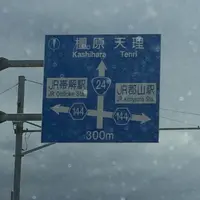 橿原 天理
Kashihara Tenri
24
JR帯解駅
JR Obitoke Sta.
JR郡山駅
JR Koriyama Sta.
144
144
300m